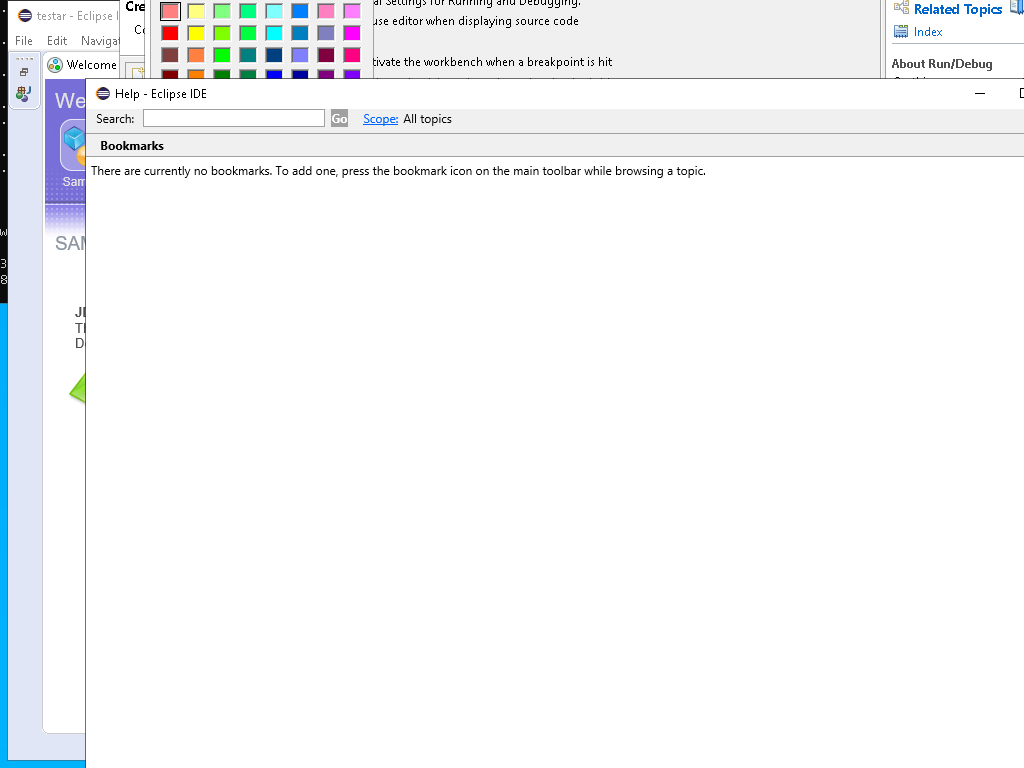 testar - Eclipse I
File Edit Navigat
Welcome
Cre
al Settings for Running and Debugging.
use editor when displaying source code
tivate the workbench when a breakpoint is hit
Related Topics
Index
About Run/Debug
We
Sam
SAM
Help - Eclipse IDE
Search:
Go
Scope: All topics
Bookmarks
There are currently no bookmarks. To add one, press the bookmark icon on the main toolbar while browsing a topic.
W
3
8